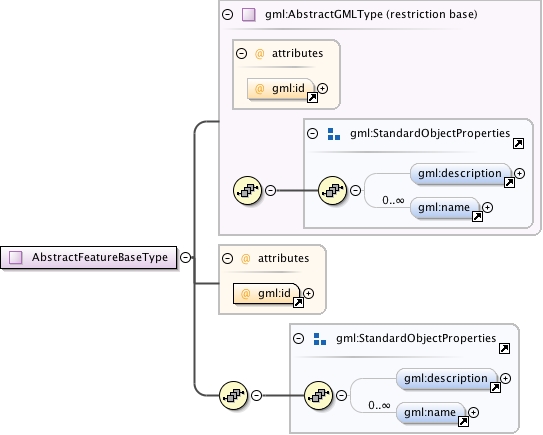 gml:AbstractGMLType (restriction base)
@ attributes
@ gml:id
gml:StandardObjectProperties
gml:description
0..∞
gml:name
AbstractFeatureBaseType
@ attributes
@ gml:id
gml:StandardObjectProperties
gml:description
0..∞
gml:name